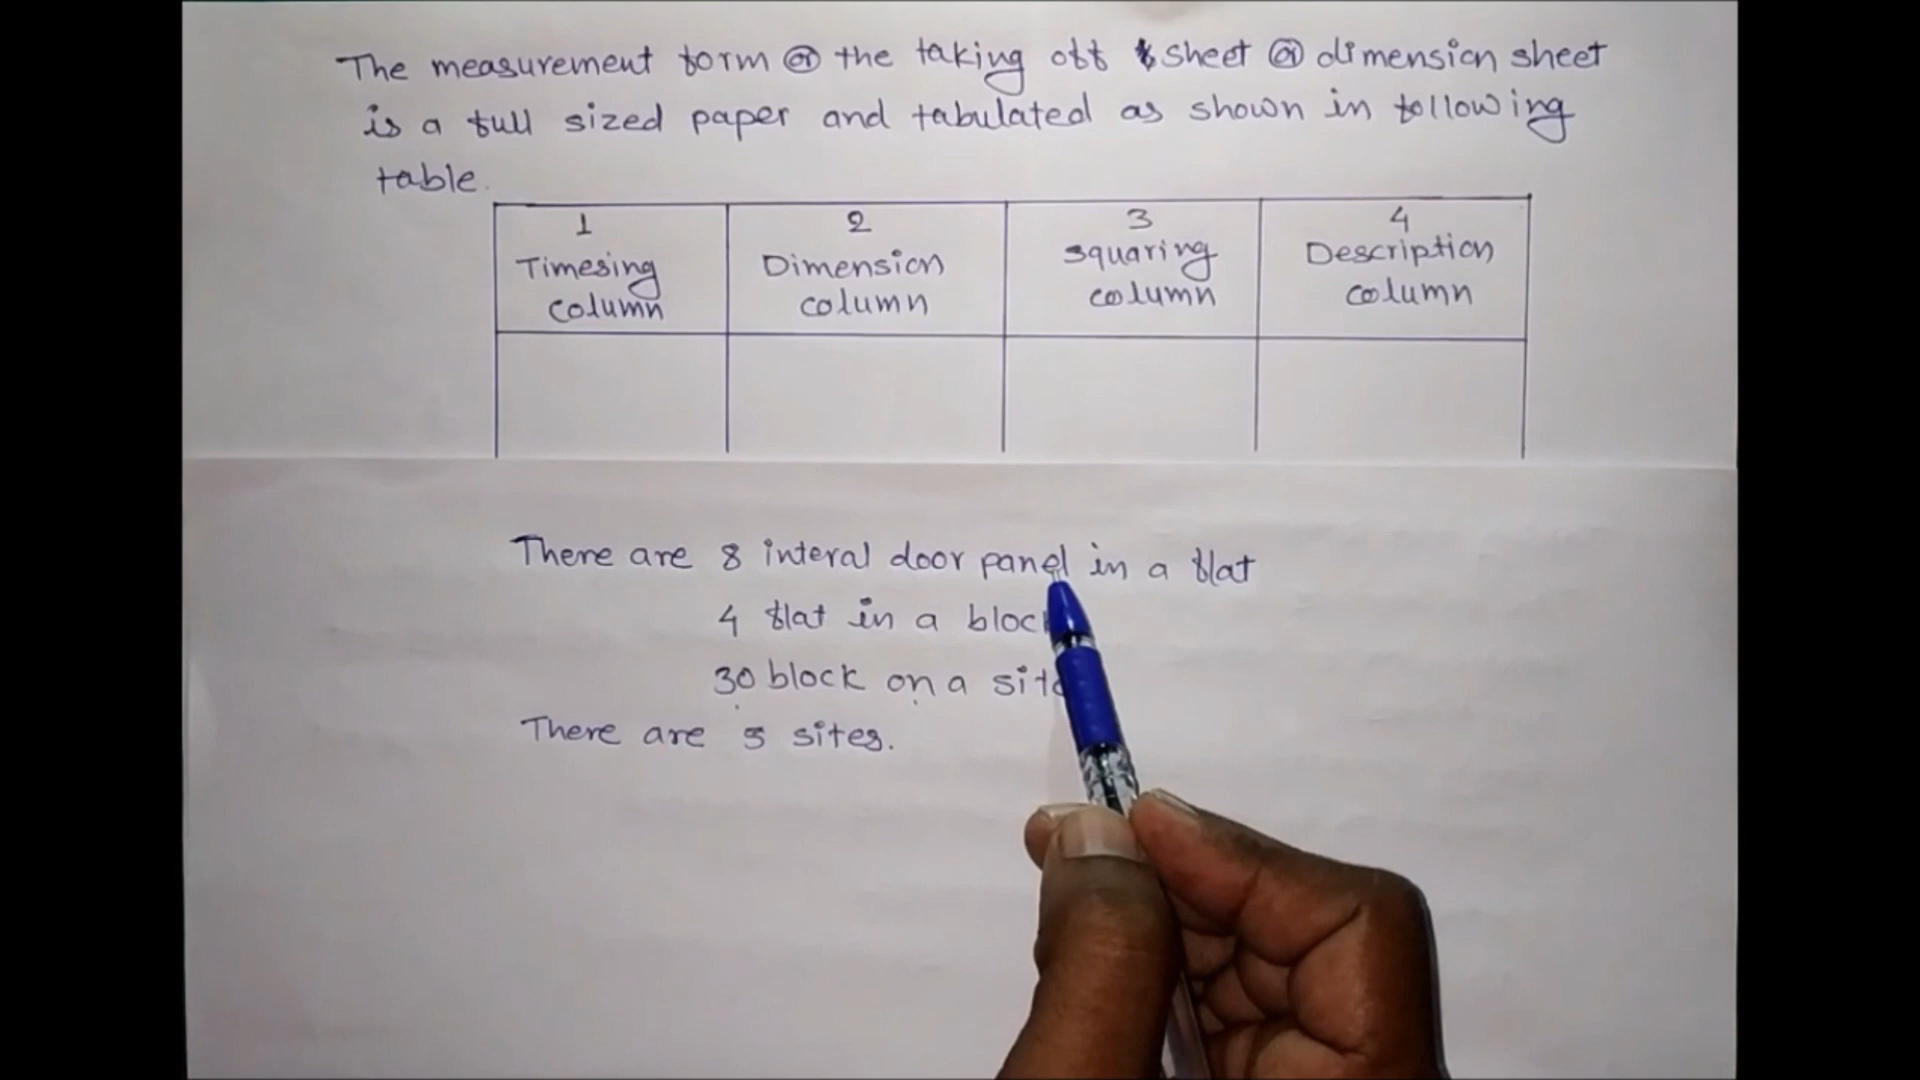 The measurement form or the taking off sheet or dimension sheet
is a full sized paper and tabulated as shown in following
table.
1 2 3 4
Timesing Dimension squaring Description
column column column column
There are 8 interal door panel in a flat
4 flat in a block
30 block on a site
There are 5 sites.